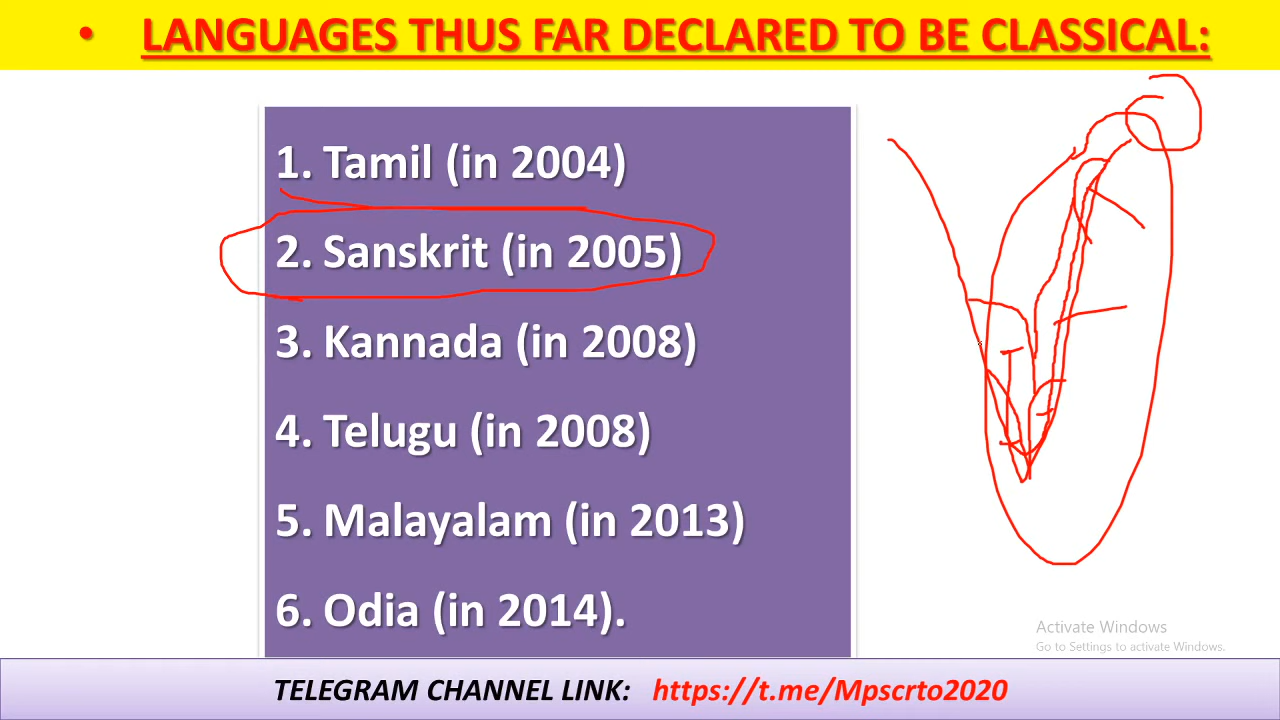 • LANGUAGES THUS FAR DECLARED TO BE CLASSICAL:
1. Tamil (in 2004)
2. Sanskrit (in 2005)
3. Kannada (in 2008)
4. Telugu (in 2008)
5. Malayalam (in 2013)
6. Odia (in 2014).
Activate Windows
Go to Settings to activate Windows.
TELEGRAM CHANNEL LINK: https://t.me/Mpscrto2020